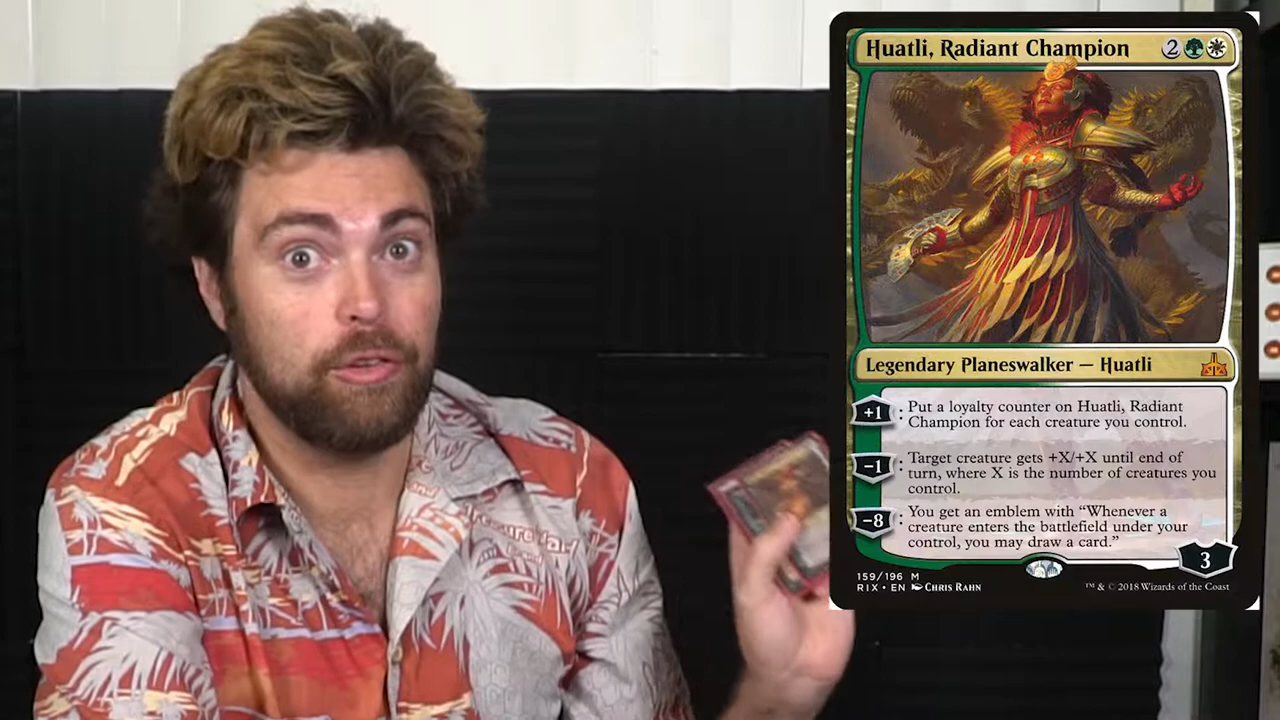 Huatli, Radiant Champion 2
Legendary Planeswalker — Huatli
+1 : Put a loyalty counter on Huatli, Radiant
Champion for each creature you control.
-1 : Target creature gets +X/+X until end of
turn, where X is the number of creatures you
control.
-8 : You get an emblem with “Whenever a
creature enters the battlefield under your
control, you may draw a card.”
3
159/196 M
RIX • EN Chris Rahn
™ & © 2018 Wizards of the Coast